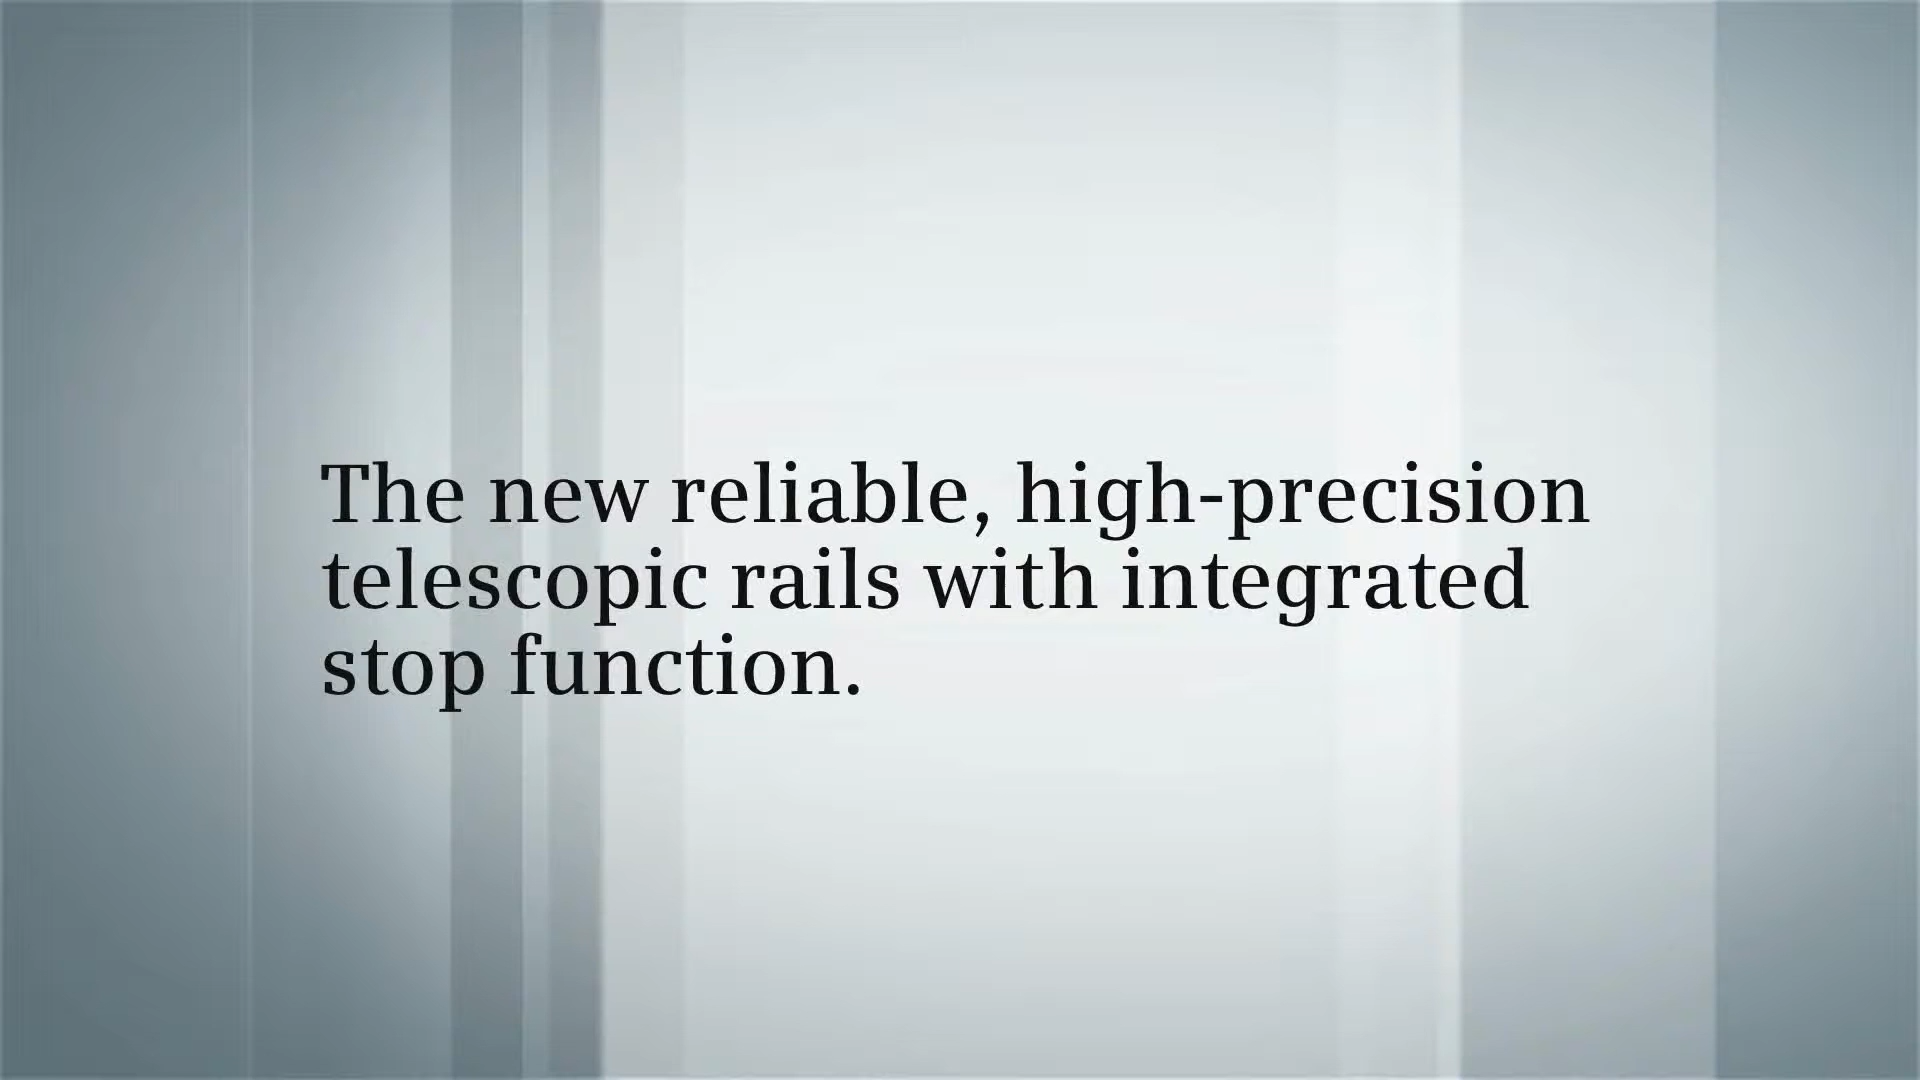 The new reliable, high-precision
telescopic rails with integrated
stop function.